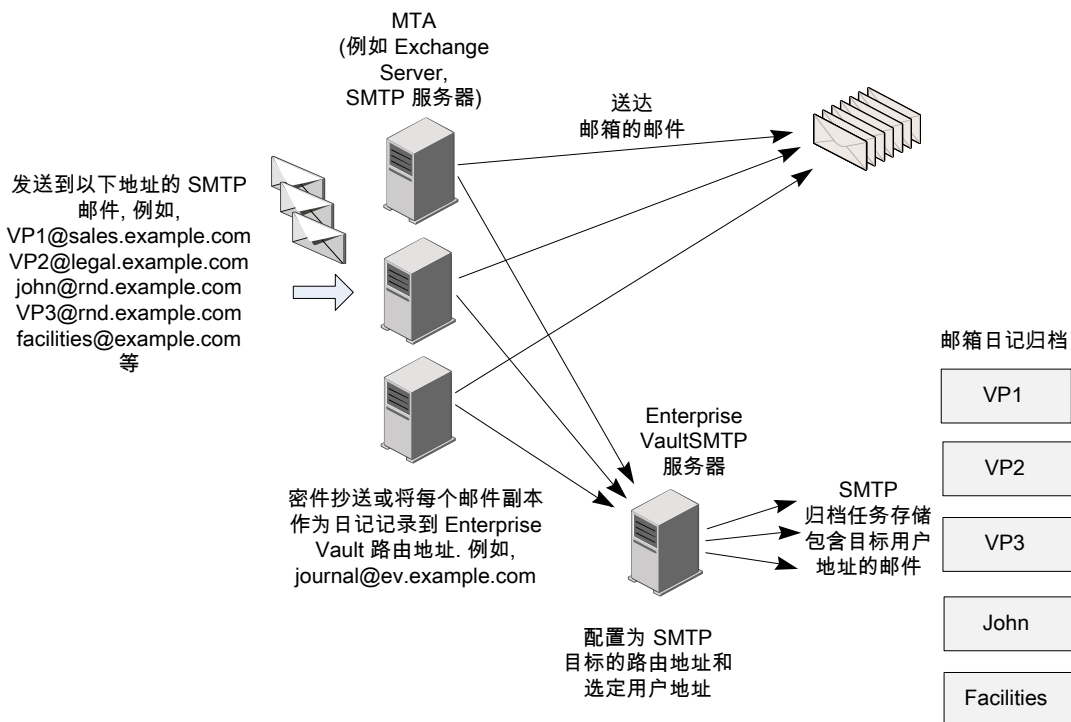 MTA
(例如 Exchange
Server,
SMTP 服务器)
送达
邮箱的邮件
发送到以下地址的 SMTP
邮件, 例如,
VP1@sales.example.com
VP2@legal.example.com
john@rnd.example.com
VP3@rnd.example.com
facilities@example.com
等
密件抄送或将每个邮件副本
作为日记记录到 Enterprise
Vault 路由地址. 例如,
journal@ev.example.com
Enterprise
VaultSMTP
服务器
配置为 SMTP
目标的路由地址和
选定用户地址
SMTP
归档任务存储
包含目标用户
地址的邮件
邮箱日记归档
VP1
VP2
VP3
John
Facilities